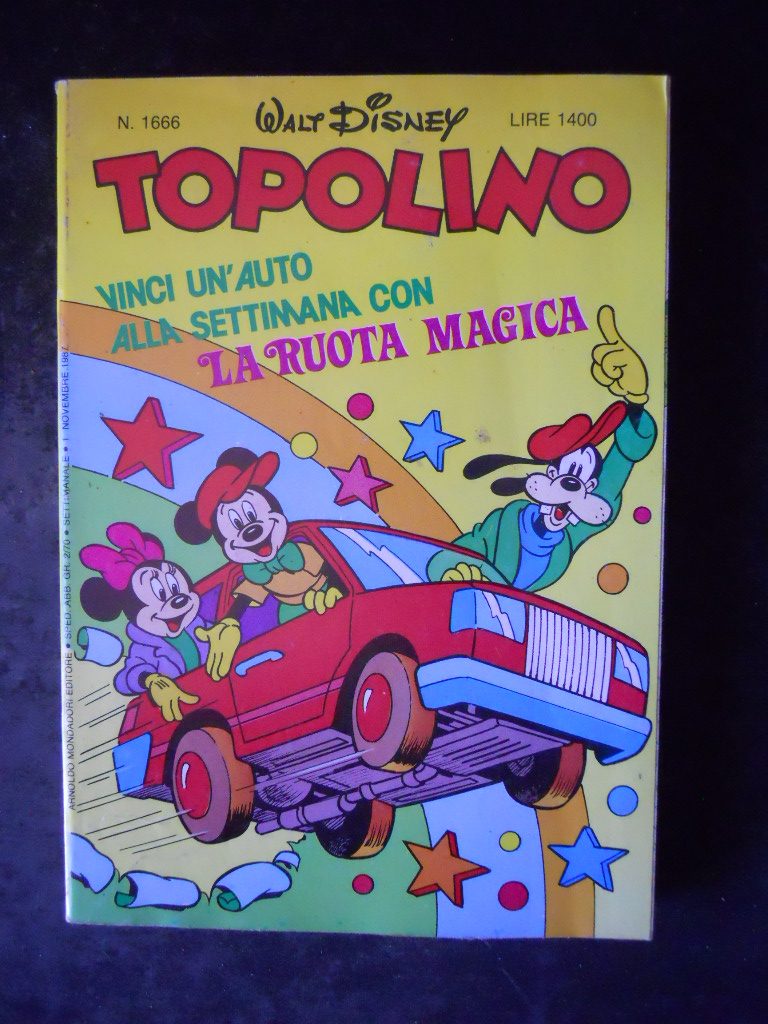 N. 1666
WALT DISNEY
LIRE 1400
TOPOLINO
VINCI UN'AUTO
ALLA SETTIMANA CON
LA RUOTA MAGICA
ARNOLDO MONDADORI EDITORE • SPED. ABB. GR. 2/70 • SETTIMANALE • 1 NOVEMBRE 1987